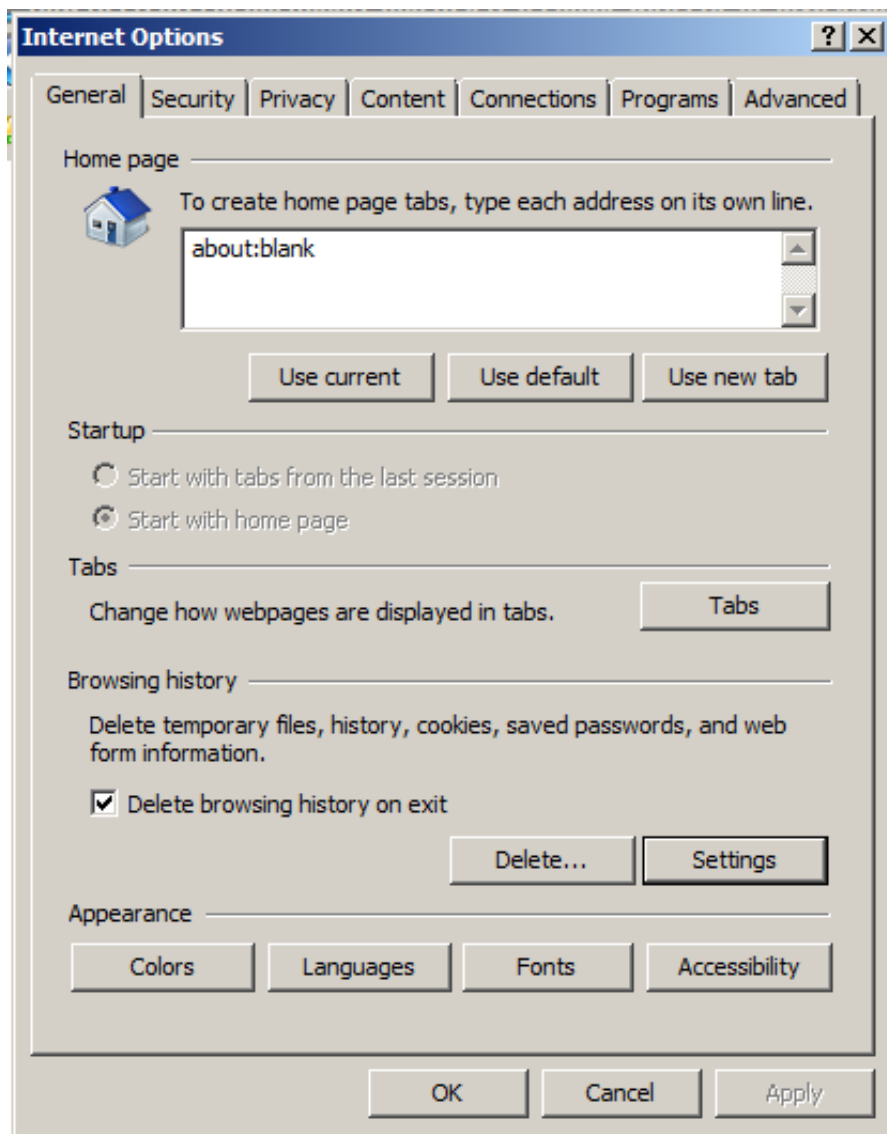 Internet Options
General Security Privacy Content Connections Programs Advanced
Home page
To create home page tabs, type each address on its own line.
about:blank
Use current Use default Use new tab
Startup
Start with tabs from the last session
Start with home page
Tabs
Change how webpages are displayed in tabs. Tabs
Browsing history
Delete temporary files, history, cookies, saved passwords, and web
form information.
Delete browsing history on exit
Delete... Settings
Appearance
Colors Languages Fonts Accessibility
OK Cancel Apply